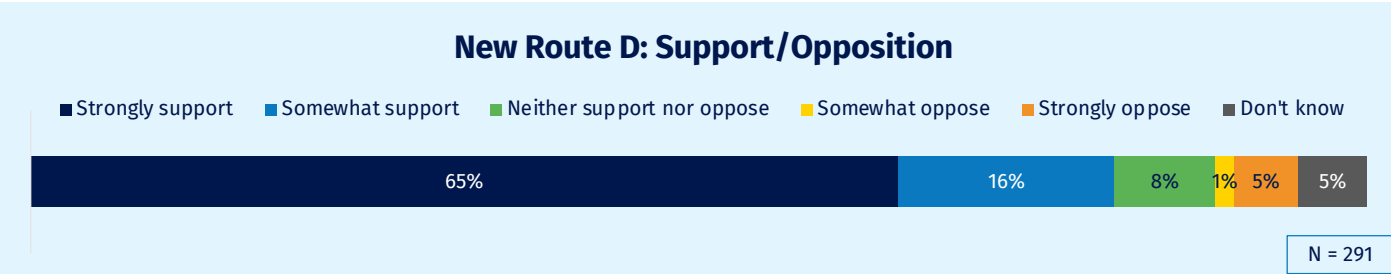 New Route D: Support/Opposition
Strongly support Somewhat support Neither support nor oppose Somewhat oppose Strongly oppose Don't know
65% 16% 8% 1% 5% 5%
N = 291